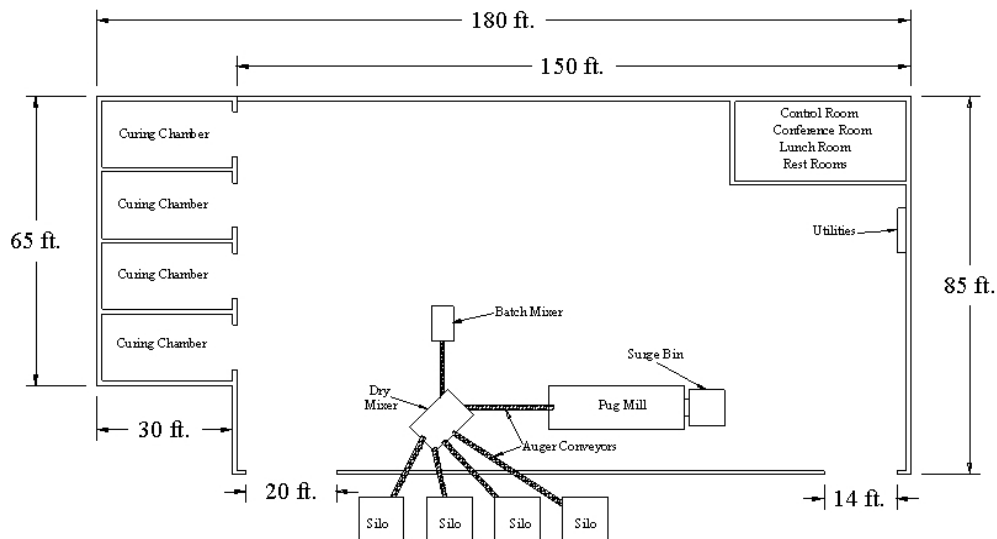 180 ft.
150 ft.
Curing Chamber
Control Room
Conference Room
Lunch Room
Rest Rooms
Curing Chamber
Utilities
65 ft.
Curing Chamber
85 ft.
Batch Mixer
Curing Chamber
Surge Bin
Dry
Mixer
Pug Mill
30 ft.
Auger Conveyors
20 ft.
14 ft.
Silo
Silo
Silo
Silo